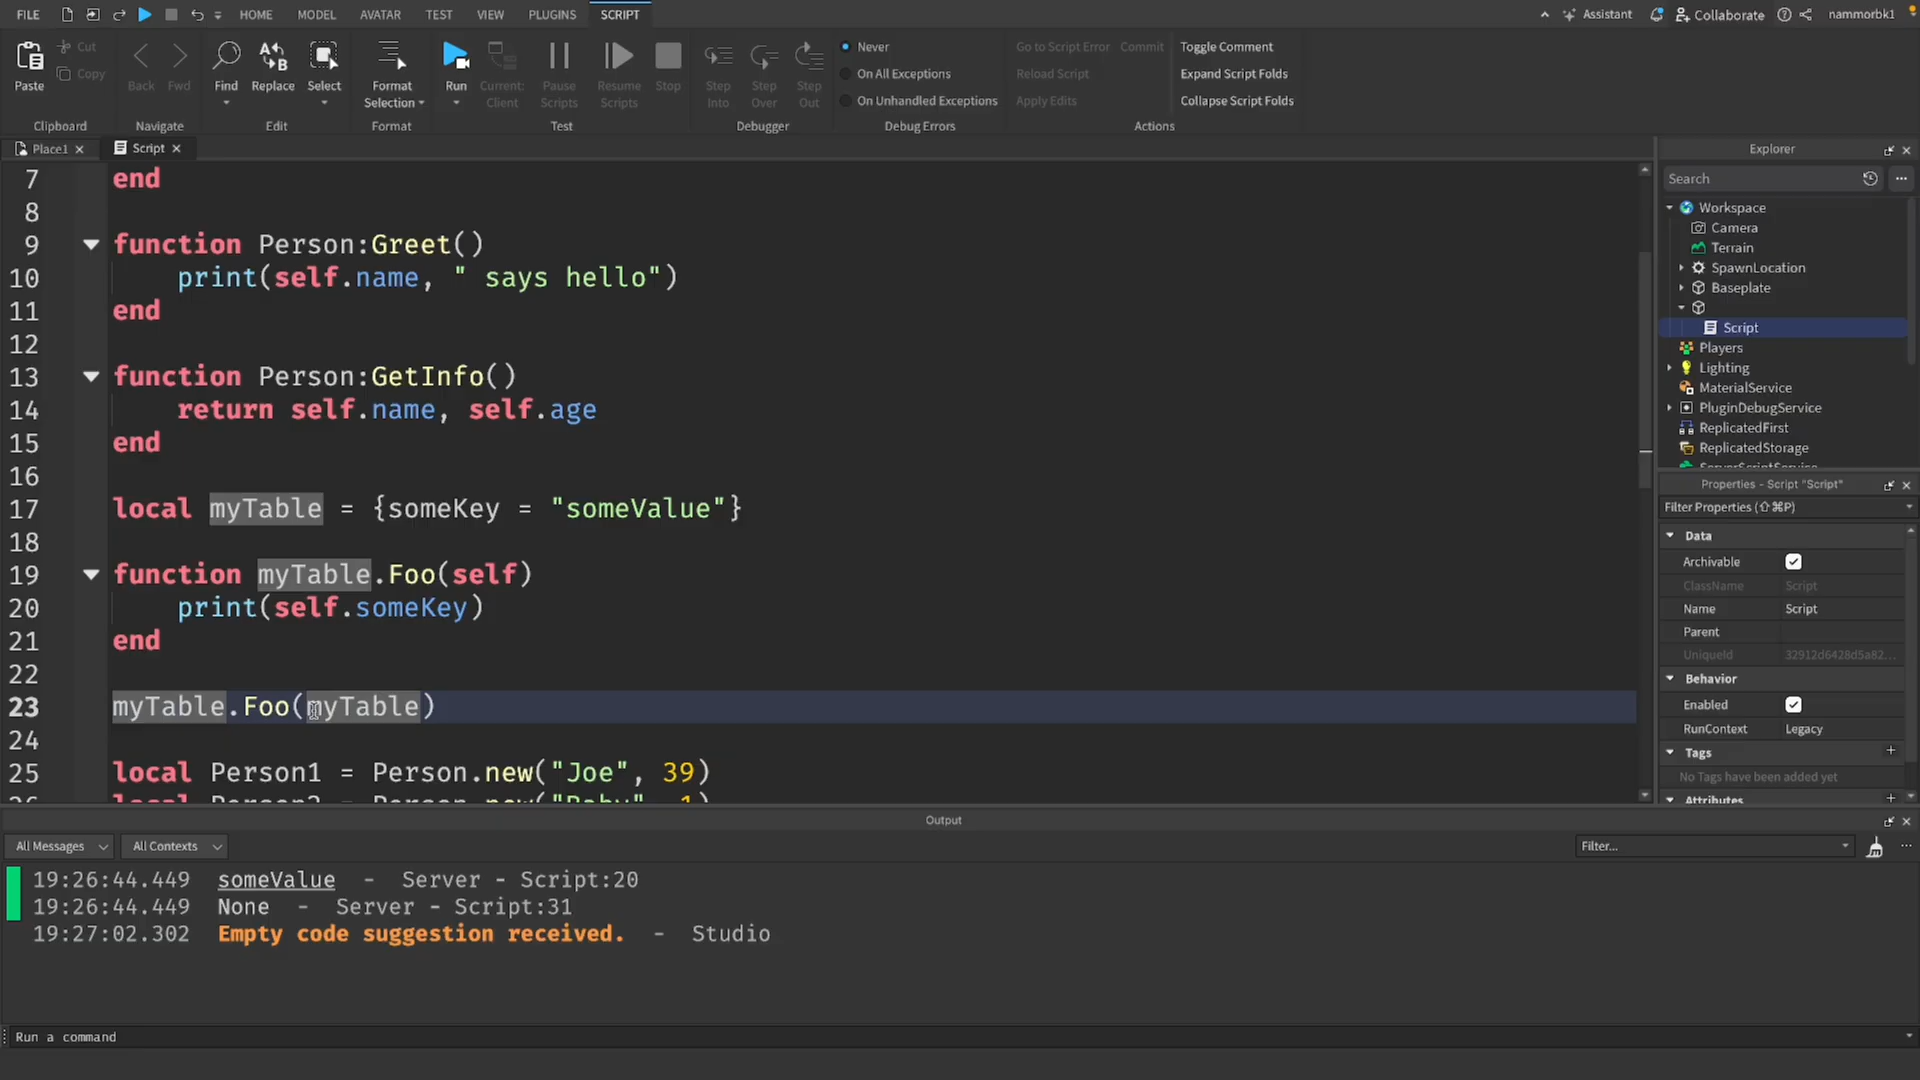 FILE HOME MODEL AVATAR TEST VIEW PLUGINS SCRIPT Assistant Collaborate nammorbk1
Paste Cut Copy Back Fwd Find Replace Select Format Selection Run Current: Client Pause Scripts Resume Scripts Stop Step Into Step Over Step Out
Never
On All Exceptions
On Unhandled Exceptions
Go to Script Error Commit
Reload Script
Apply Edits
Toggle Comment
Expand Script Folds
Collapse Script Folds
Clipboard Navigate Edit Format Test Debugger Debug Errors Actions
Place1 Script
7 end
8
9 function Person:Greet()
10 print(self.name, " says hello")
11 end
12
13 function Person:GetInfo()
14 return self.name, self.age
15 end
16
17 local myTable = {someKey = "someValue"}
18
19 function myTable.Foo(self)
20 print(self.someKey)
21 end
22
23 myTable.Foo(myTable)
24
25 local Person1 = Person.new("Joe", 39)
26 local Person2 = Person.new("Baby", 1)
Explorer
Search
Workspace
Camera
Terrain
SpawnLocation
Baseplate
Script
Players
Lighting
MaterialService
PluginDebugService
ReplicatedFirst
ReplicatedStorage
ServerScriptService
Properties - Script "Script"
Filter Properties (⇧⌘P)
Data
Archivable
ClassName Script
Name Script
Parent
UniqueId 32912d6428d5a82...
Behavior
Enabled
RunContext Legacy
Tags
No Tags have been added yet
Attributes
Output
All Messages All Contexts Filter...
19:26:44.449 someValue - Server - Script:20
19:26:44.449 None - Server - Script:31
19:27:02.302 Empty code suggestion received. - Studio
Run a command